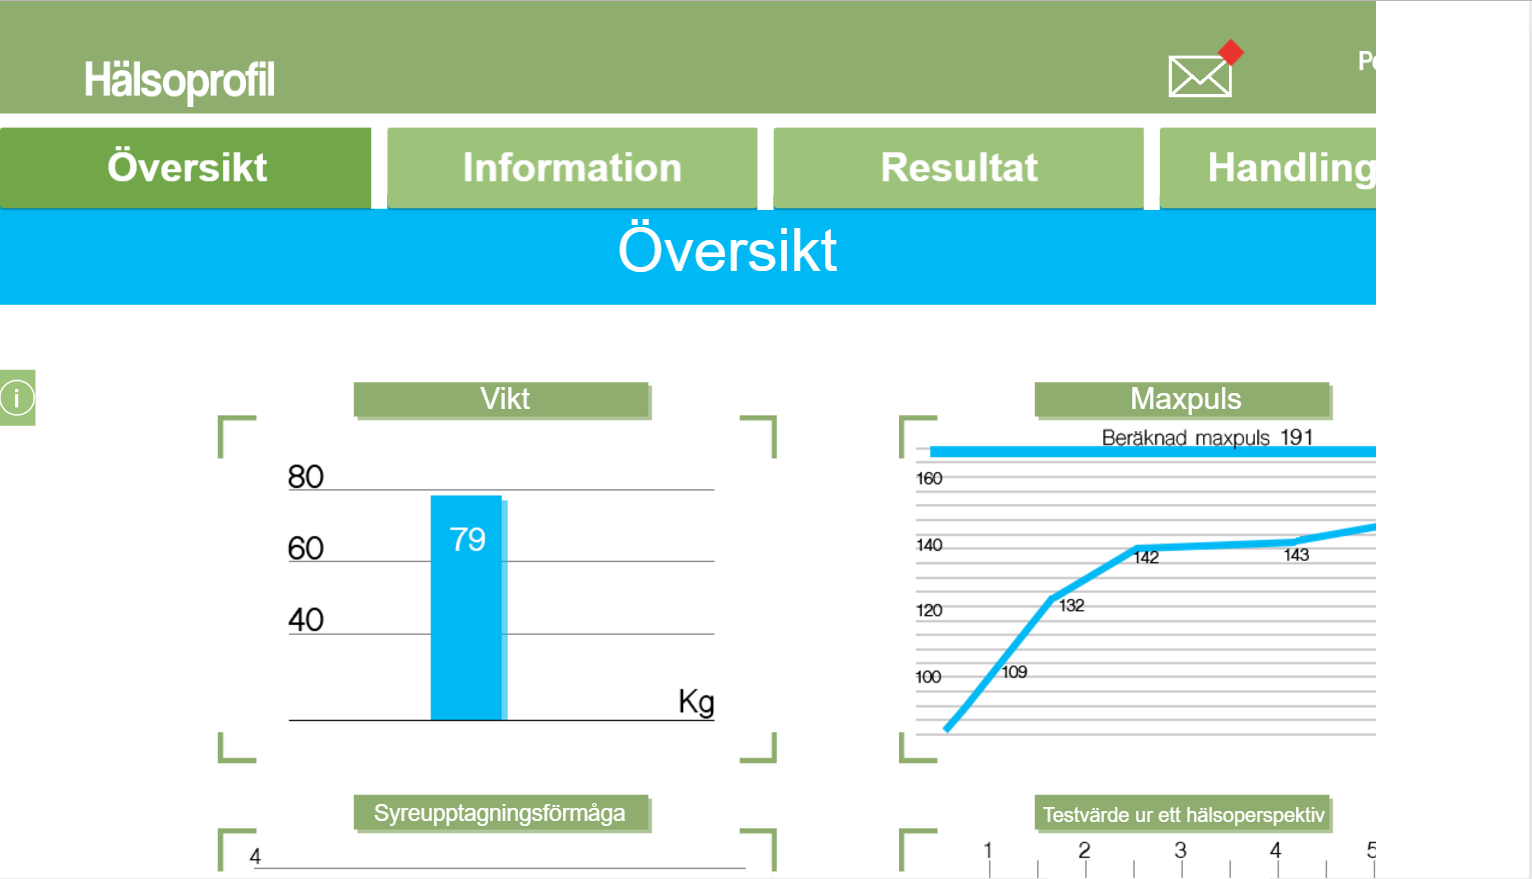 Hälsoprofil
Översikt
Information
Resultat
Handling
Översikt
i
Vikt
80
60
40
79
Kg
Maxpuls
Beräknad maxpuls 191
160
140
120
100
109
132
142
143
Syreupptagningsförmåga
4
Testvärde ur ett hälsoperspektiv
1 2 3 4 5